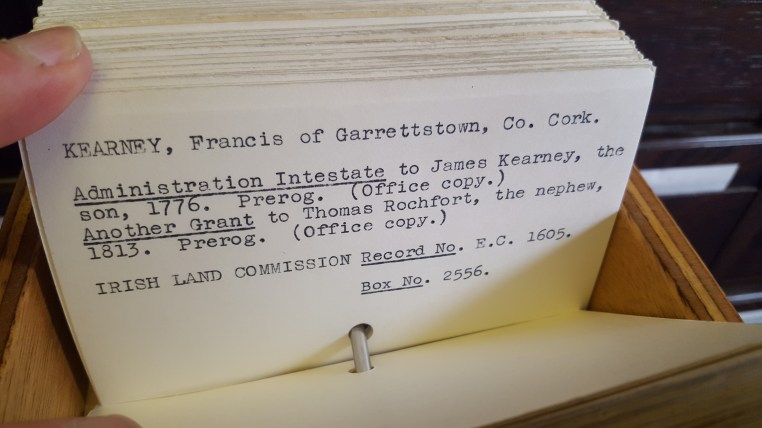 KEARNEY, Francis of Garrettstown, Co. Cork.
Administration Intestate to James Kearney, the
son, 1776. Prerog. (Office copy.)
Another Grant to Thomas Rochfort, the nephew,
1813. Prerog. (Office copy.)
IRISH LAND COMMISSION Record No. E.C. 1605.
Box No. 2556.